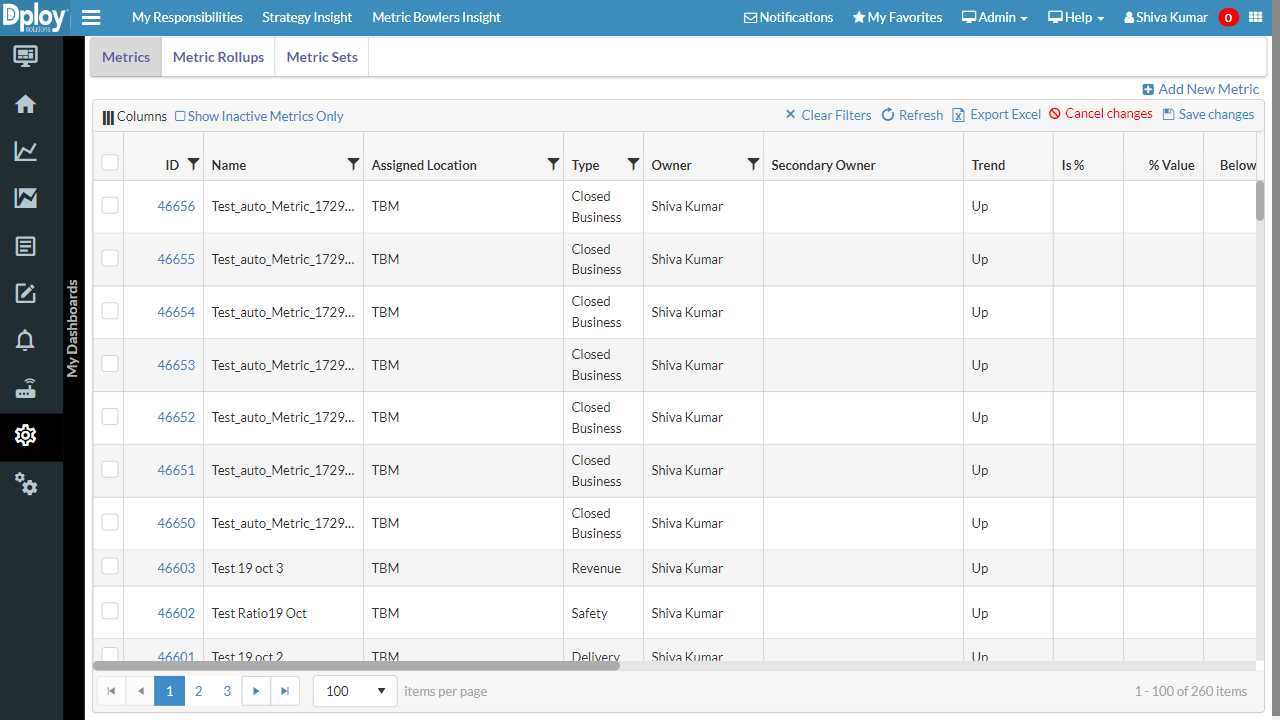 Dploy solutions My Responsibilities Strategy Insight Metric Bowlers Insight Notifications My Favorites Admin Help Shiva Kumar 0
Metrics Metric Rollups Metric Sets
Add New Metric
Columns Show Inactive Metrics Only Clear Filters Refresh Export Excel Cancel changes Save changes
ID Name Assigned Location Type Owner Secondary Owner Trend Is % % Value Below
46656 Test_auto_Metric_1729... TBM Closed Business Shiva Kumar Up
46655 Test_auto_Metric_1729... TBM Closed Business Shiva Kumar Up
46654 Test_auto_Metric_1729... TBM Closed Business Shiva Kumar Up
46653 Test_auto_Metric_1729... TBM Closed Business Shiva Kumar Up
46652 Test_auto_Metric_1729... TBM Closed Business Shiva Kumar Up
46651 Test_auto_Metric_1729... TBM Closed Business Shiva Kumar Up
46650 Test_auto_Metric_1729... TBM Closed Business Shiva Kumar Up
46603 Test 19 oct 3 TBM Revenue Shiva Kumar Up
46602 Test Ratio19 Oct TBM Safety Shiva Kumar Up
46601 Test 19 oct 2 TBM Delivery Shiva Kumar Up
1 2 3 100 items per page 1 - 100 of 260 items
My Dashboards